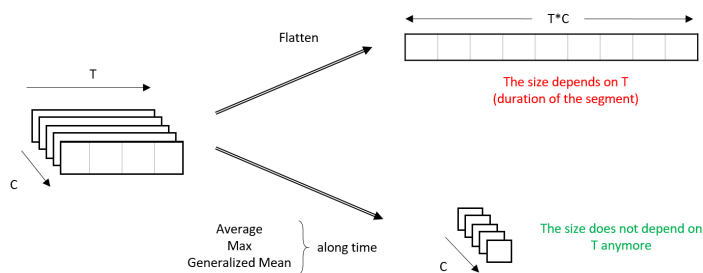 T*C
Flatten
The size depends on T
(duration of the segment)
T
C
Average
Max
Generalized Mean
along time
C
The size does not depend on
T anymore